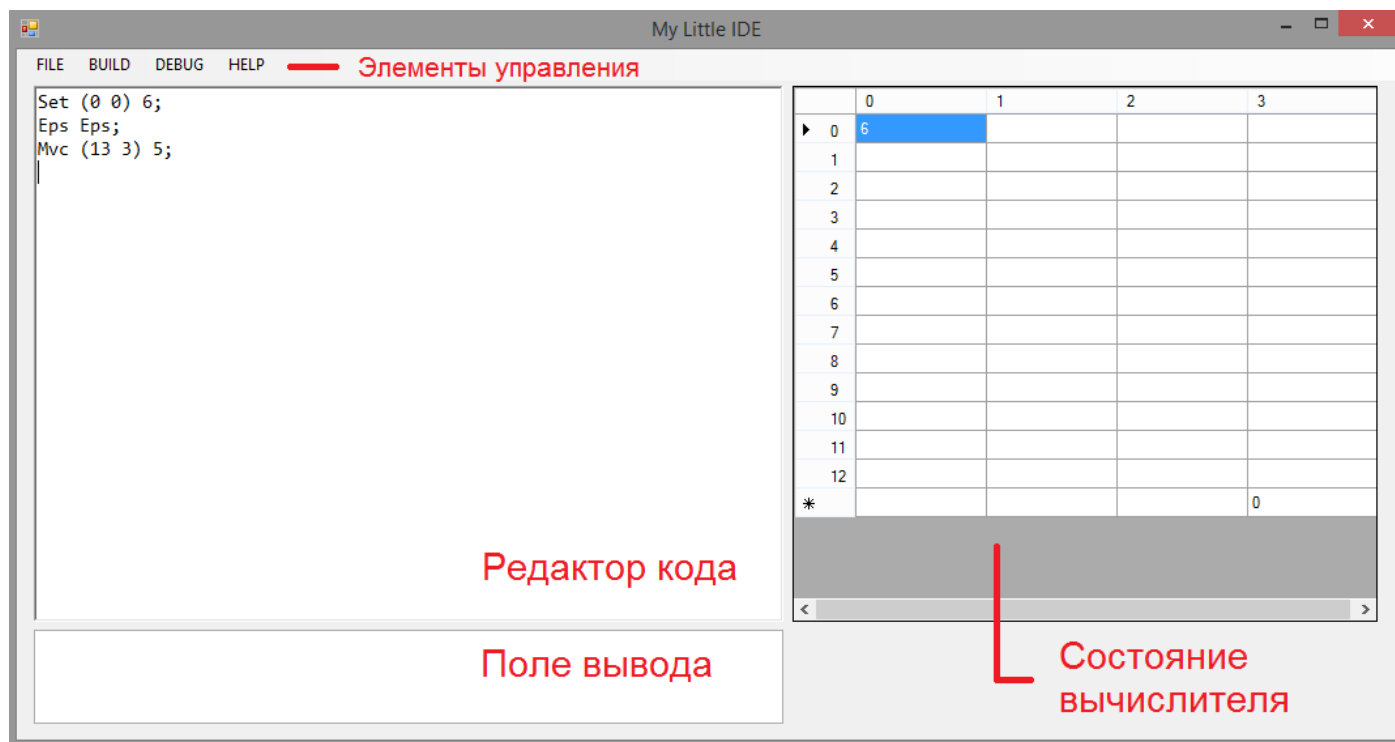 My Little IDE
FILE BUILD DEBUG HELP Элементы управления
Set (0 0) 6;
Eps Eps;
Mvc (13 3) 5;
0 1 2 3
0 6
1
2
3
4
5
6
7
8
9
10
11
12
* 0
Редактор кода
Поле вывода
Состояние
вычислителя